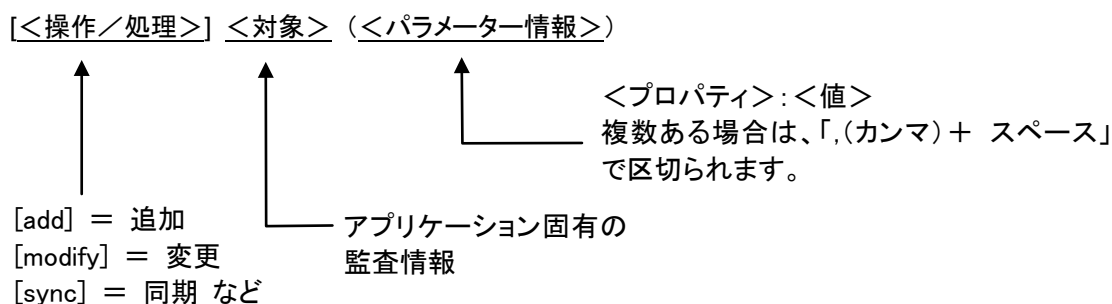 [＜操作／処理＞] ＜対象＞ (＜パラメーター情報＞)
＜プロパティ＞:＜値＞
複数ある場合は、「,(カンマ)＋ スペース」
で区切られます。
[add] ＝ 追加
[modify] ＝ 変更
[sync] ＝ 同期 など
アプリケーション固有の
監査情報